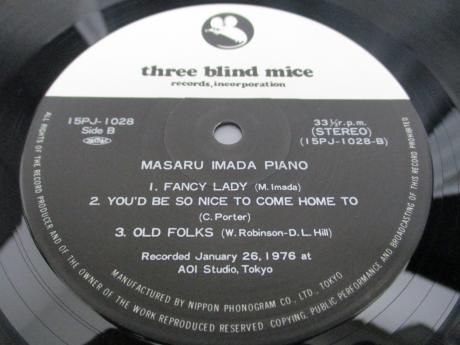 three blind mice
records, incorporation
15PJ-1028
Side B
33⅓r.p.m.
(STEREO)
(15PJ-1028-B)
MASARU IMADA PIANO
1. FANCY LADY (M. Imada)
2. YOU'D BE SO NICE TO COME HOME TO
(C. Porter)
3. OLD FOLKS (W. Robinson-D. L. Hill)
Recorded January 26, 1976 at
AOI Studio, Tokyo
MANUFACTURED BY NIPPON PHONOGRAM CO., LTD., TOKYO
ALL RIGHTS OF THE RECORD PRODUCER AND OF THE OWNER OF THE WORK REPRODUCED RESERVED. COPYING, PUBLIC PERFORMANCE AND BROADCASTING OF THIS RECORD PROHIBITED